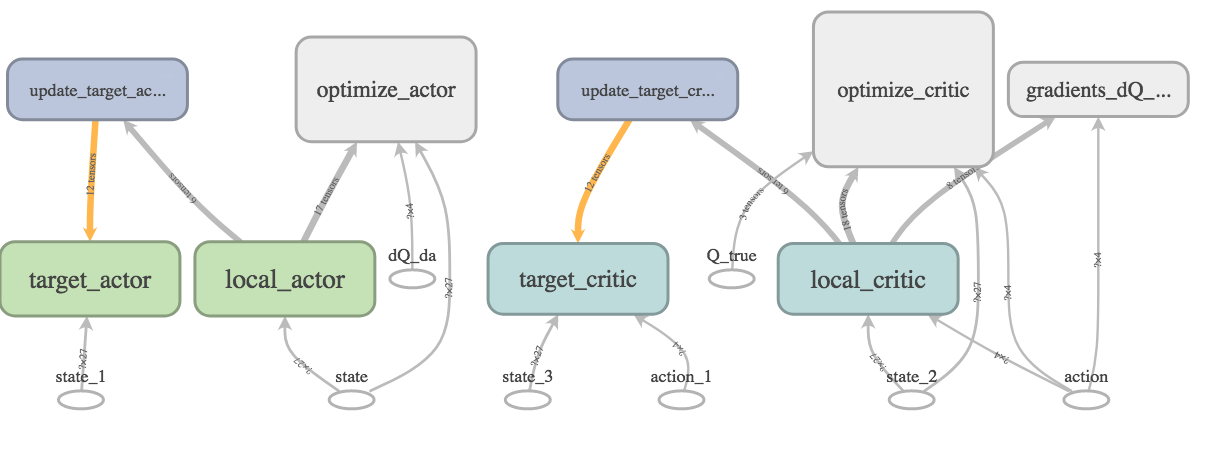 update_target_ac...
optimize_actor
update_target_cr...
optimize_critic
gradients_dQ_...
12 tensors
6 tensors
17 tensors
?×4
12 tensors
3 tensors
6 tensors
18 tensors
8 tensors
target_actor
local_actor
dQ_da
?×27
target_critic
Q_true
local_critic
?×27
?×4
?×4
?×27
?×27
?×27
?×4
?×27
?×4
state_1
state
state_3
action_1
state_2
action